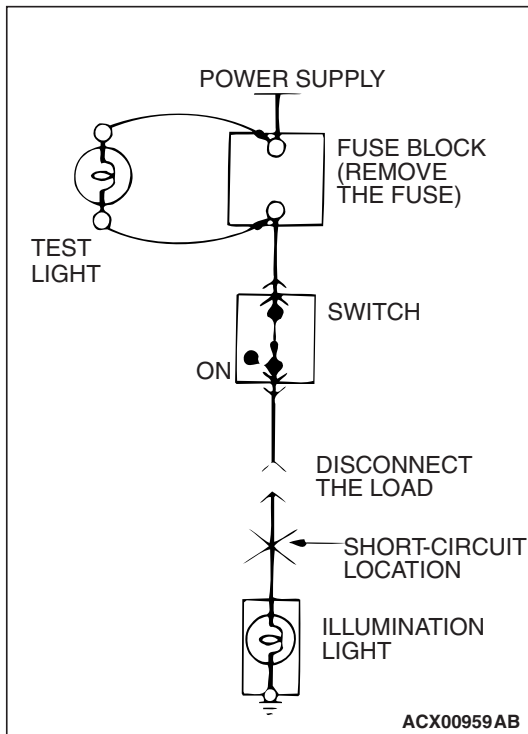 POWER SUPPLY
FUSE BLOCK
(REMOVE
THE FUSE)
TEST
LIGHT
SWITCH
ON
DISCONNECT
THE LOAD
SHORT-CIRCUIT
LOCATION
ILLUMINATION
LIGHT
ACX00959AB